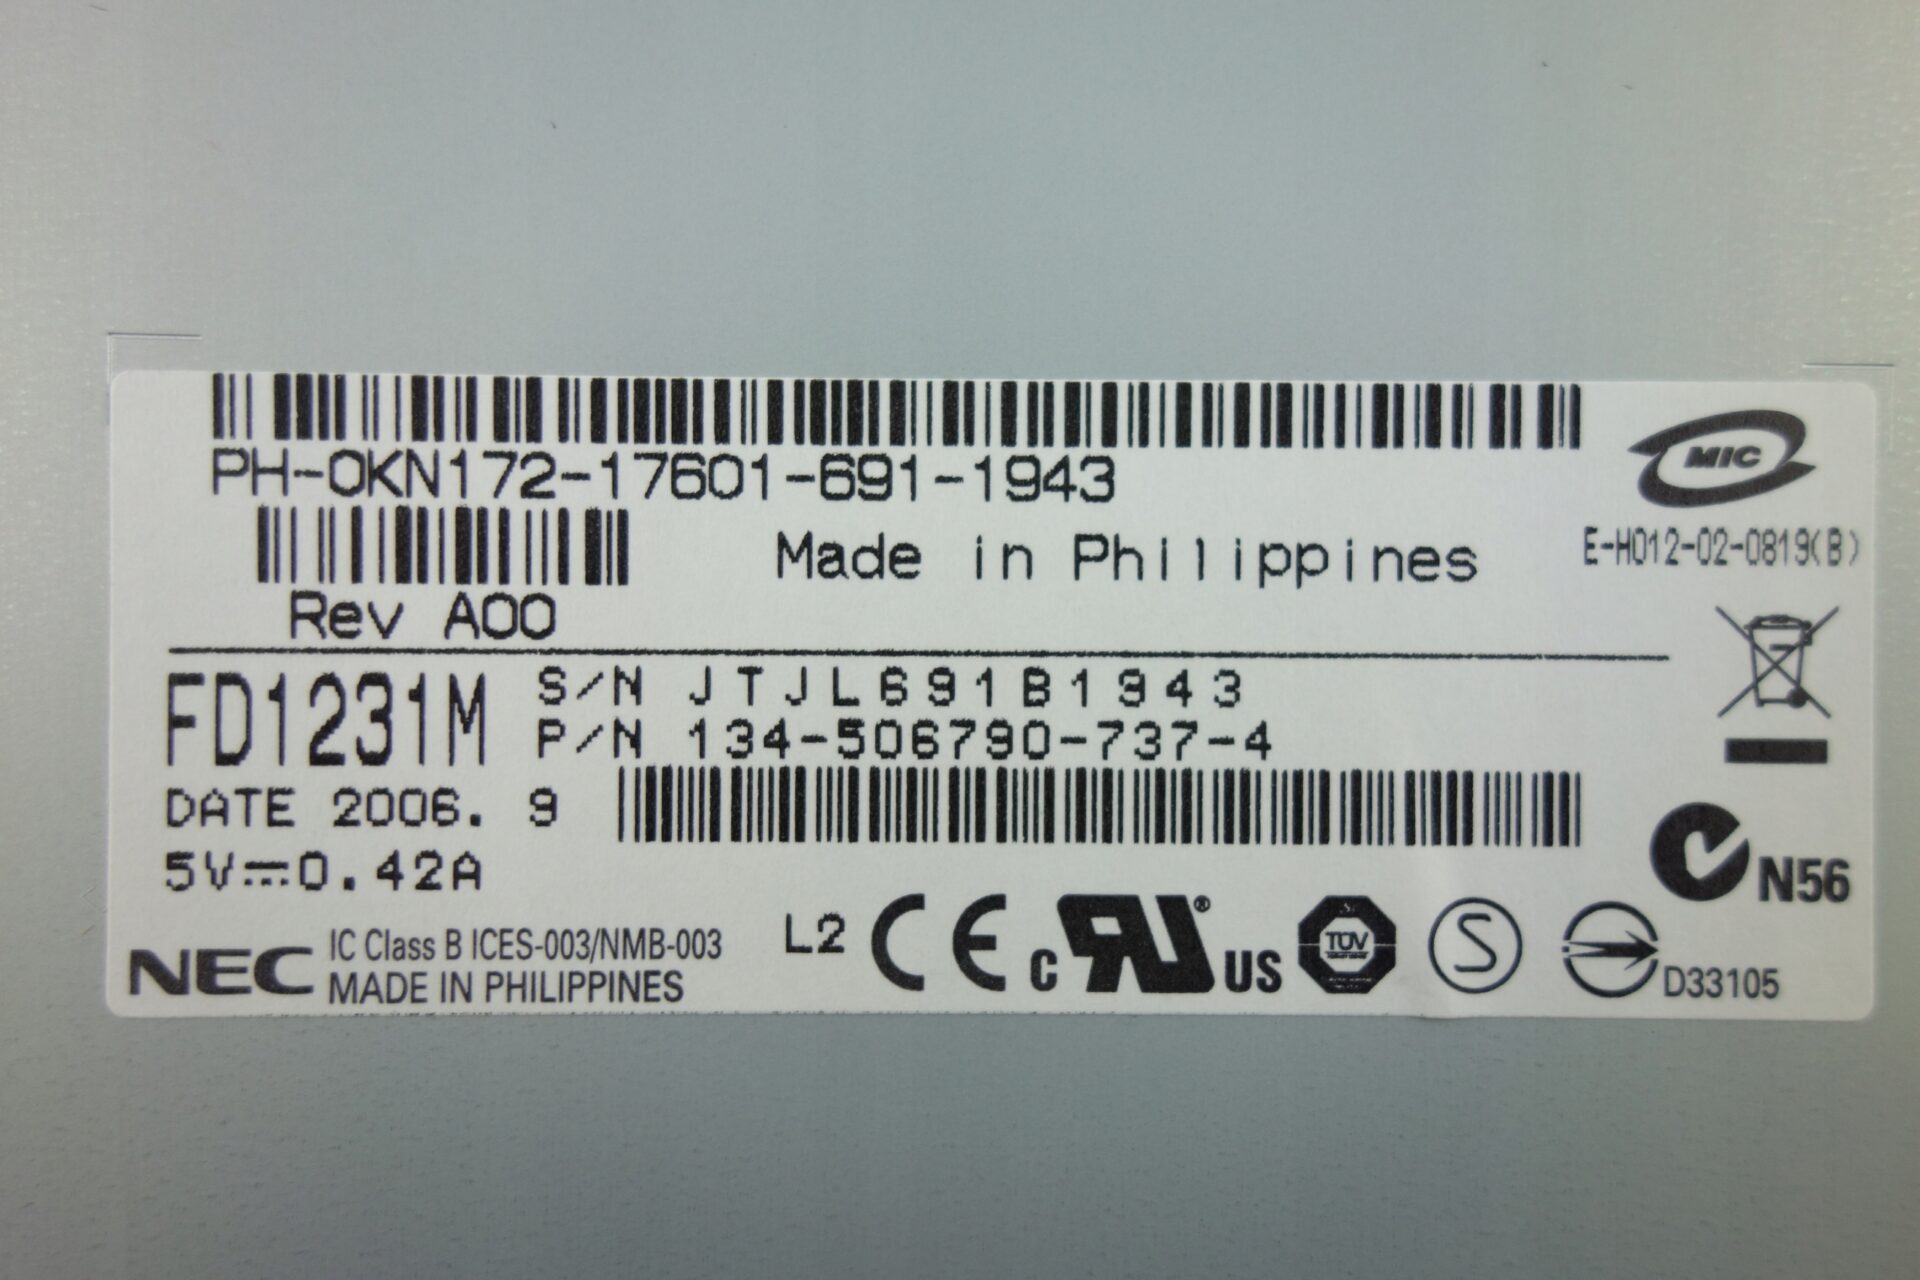 PH-0KN172-17601-691-1943
MIC
E-H012-02-0819(B)
Made in Philippines
Rev A00
FD1231M
S/N JTJL691B1943
P/N 134-506790-737-4
DATE 2006. 9
5V⎓0.42A
N56
NEC
IC Class B ICES-003/NMB-003
MADE IN PHILIPPINES
L2
CE
c RU® US
TÜV
S
D33105